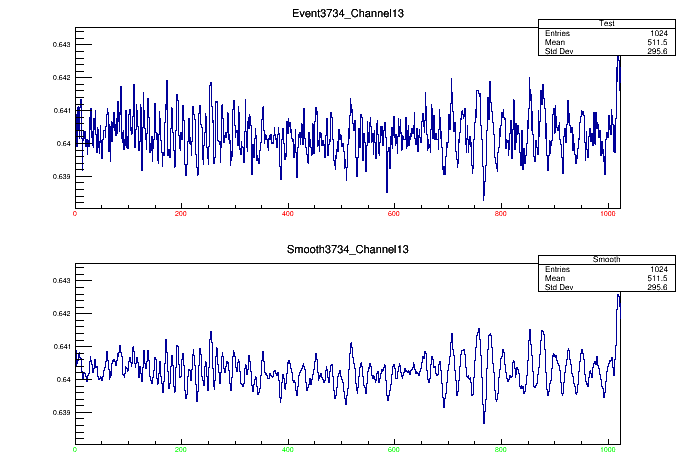 Event3734_Channel13
Test
Entries 1024
Mean 511.5
Std Dev 295.6
0.643
0.642
0.641
0.64
0.639
0 200 400 600 800 1000
Smooth3734_Channel13
Smooth
Entries 1024
Mean 511.5
Std Dev 295.6
0.643
0.642
0.641
0.64
0.639
0 200 400 600 800 1000